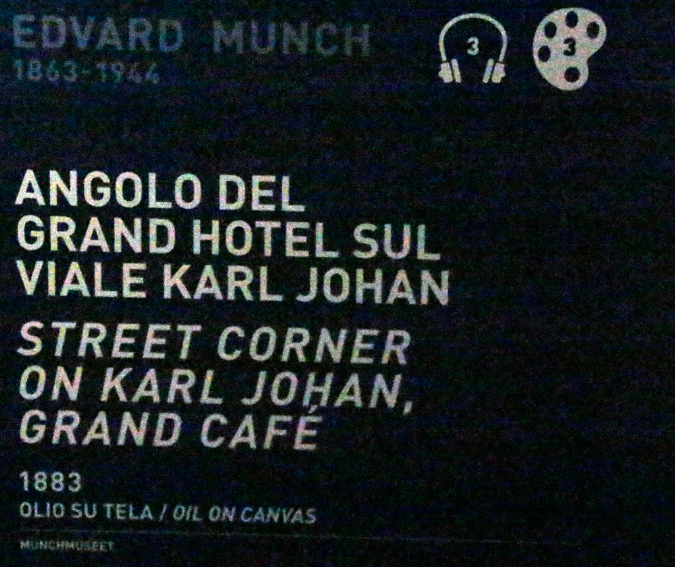 EDVARD MUNCH
1863-1944
3
3
ANGOLO DEL
GRAND HOTEL SUL
VIALE KARL JOHAN
STREET CORNER
ON KARL JOHAN,
GRAND CAFÉ
1883
OLIO SU TELA / OIL ON CANVAS
MUNCHMUSEET